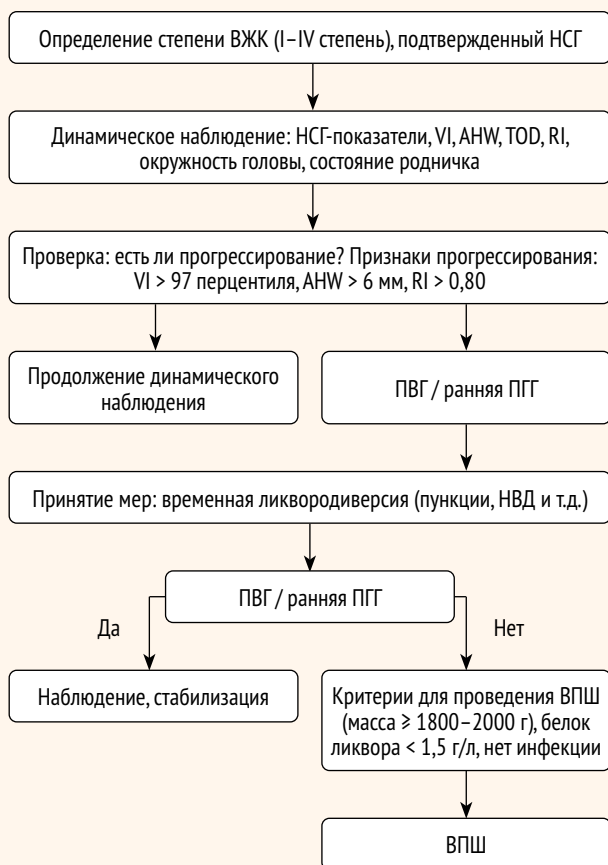 Определение степени ВЖК (I–IV степень), подтвержденный НСГ
Динамическое наблюдение: НСГ-показатели, VI, AHW, TOD, RI,
окружность головы, состояние родничка
Проверка: есть ли прогрессирование? Признаки прогрессирования:
VI > 97 перцентиля, AHW > 6 мм, RI > 0,80
Продолжение динамического
наблюдения
ПВГ / ранняя ПГГ
Принятие мер: временная ликвородиверсия (пункции, НВД и т.д.)
ПВГ / ранняя ПГГ
Да
Нет
Наблюдение, стабилизация
Критерии для проведения ВПШ
(масса ⩾ 1800–2000 г), белок
ликвора < 1,5 г/л, нет инфекции
ВПШ